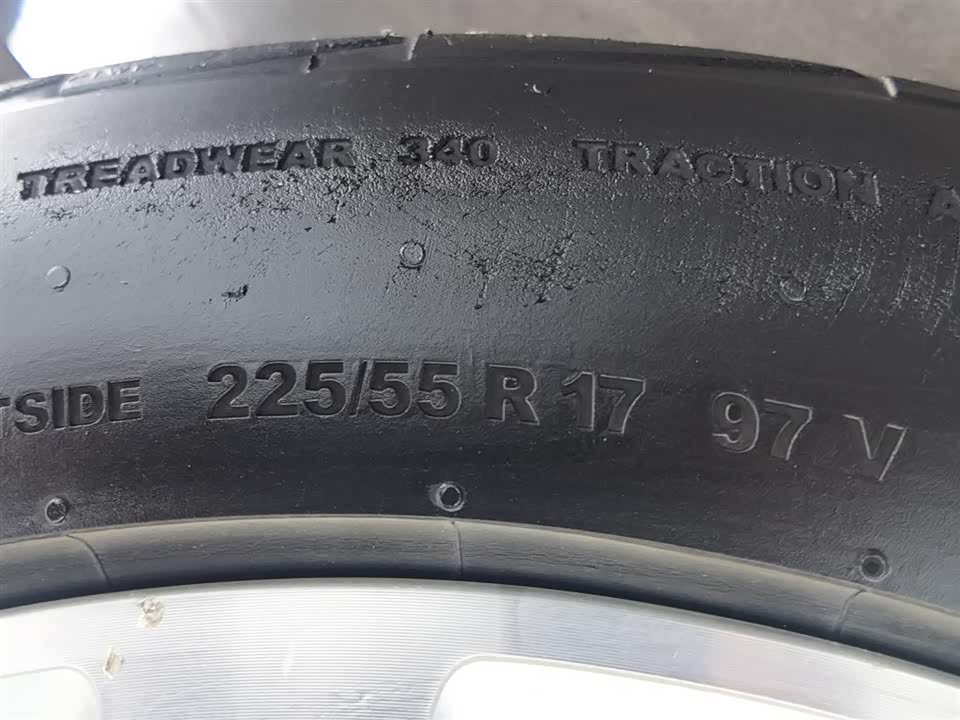 TREADWEAR 340 TRACTION A
TSIDE 225/55 R 17 97 V